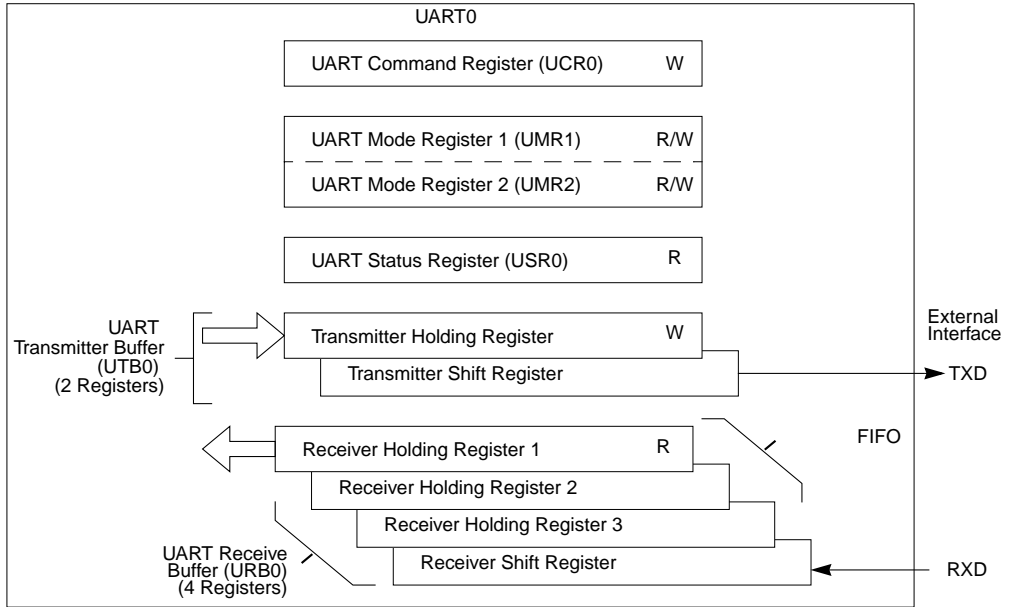 UART0
UART Command Register (UCR0) W
UART Mode Register 1 (UMR1) R/W
UART Mode Register 2 (UMR2) R/W
UART Status Register (USR0) R
UART
Transmitter Buffer
(UTB0)
(2 Registers)
Transmitter Holding Register W
Transmitter Shift Register
External
Interface
TXD
FIFO
Receiver Holding Register 1 R
Receiver Holding Register 2
Receiver Holding Register 3
Receiver Shift Register
UART Receive
Buffer (URB0)
(4 Registers)
RXD